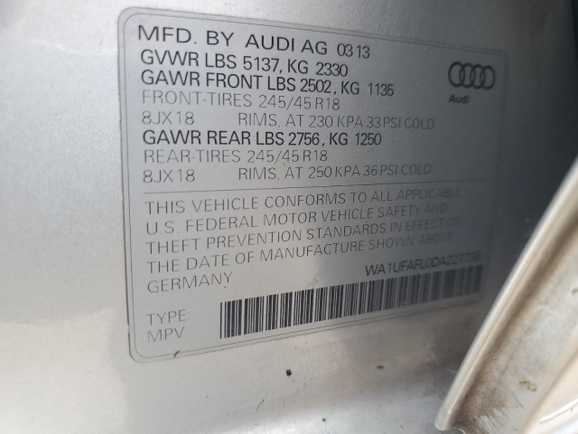 MFD. BY AUDI AG 03 13
GVWR LBS 5137, KG 2330
GAWR FRONT LBS 2502, KG 1135
FRONT-TIRES 245/45 R18
8JX18 RIMS, AT 230 KPA 33 PSI COLD
GAWR REAR LBS 2756, KG 1250
REAR-TIRES 245/45 R18
8JX18 RIMS, AT 250 KPA 36 PSI COLD
Audi
THIS VEHICLE CONFORMS TO ALL APPLICABLE
U.S. FEDERAL MOTOR VEHICLE SAFETY AND
THEFT PREVENTION STANDARDS IN EFFECT ON
THE DATE OF MANUFACTURE SHOWN ABOVE
GERMANY
TYPE
MPV